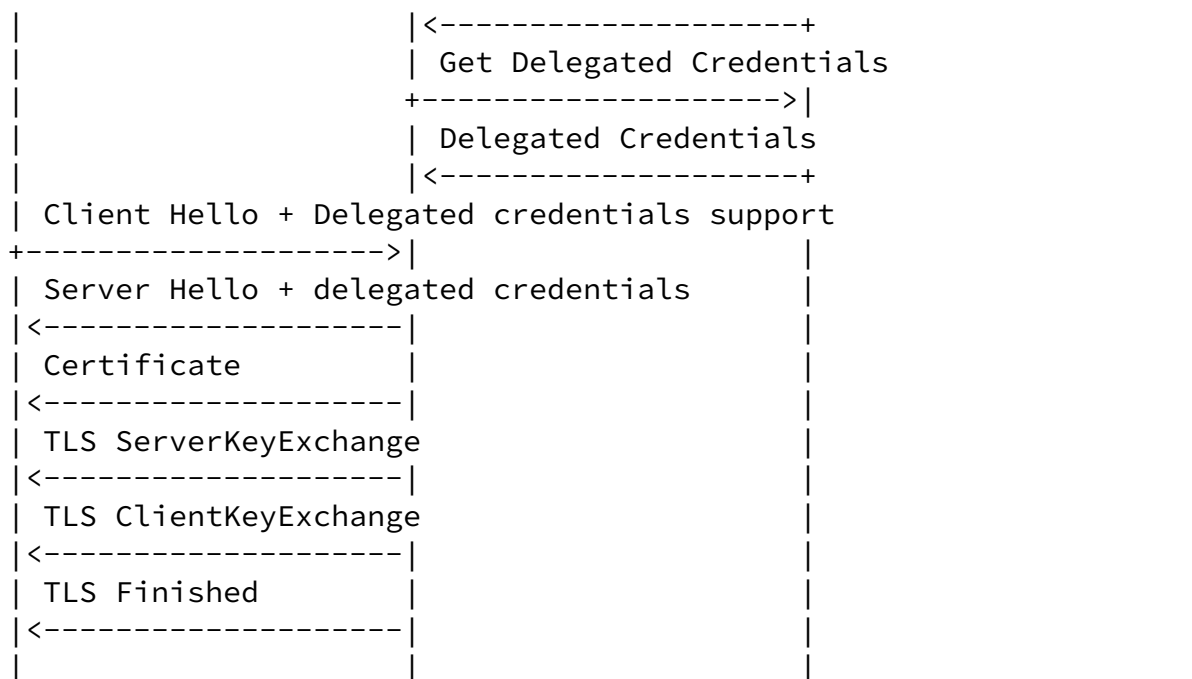 |                     |<--------------------+
|                     | Get Delegated Credentials
|                     +-------------------->|
|                     | Delegated Credentials
|                     |<--------------------+
| Client Hello + Delegated credentials support
+-------------------->|                     |
| Server Hello + delegated credentials      |
|<--------------------|                     |
| Certificate         |                     |
|<--------------------|                     |
| TLS ServerKeyExchange                     |
|<--------------------|                     |
| TLS ClientKeyExchange                     |
|<--------------------|                     |
| TLS Finished        |                     |
|<--------------------|                     |
|                     |                     |